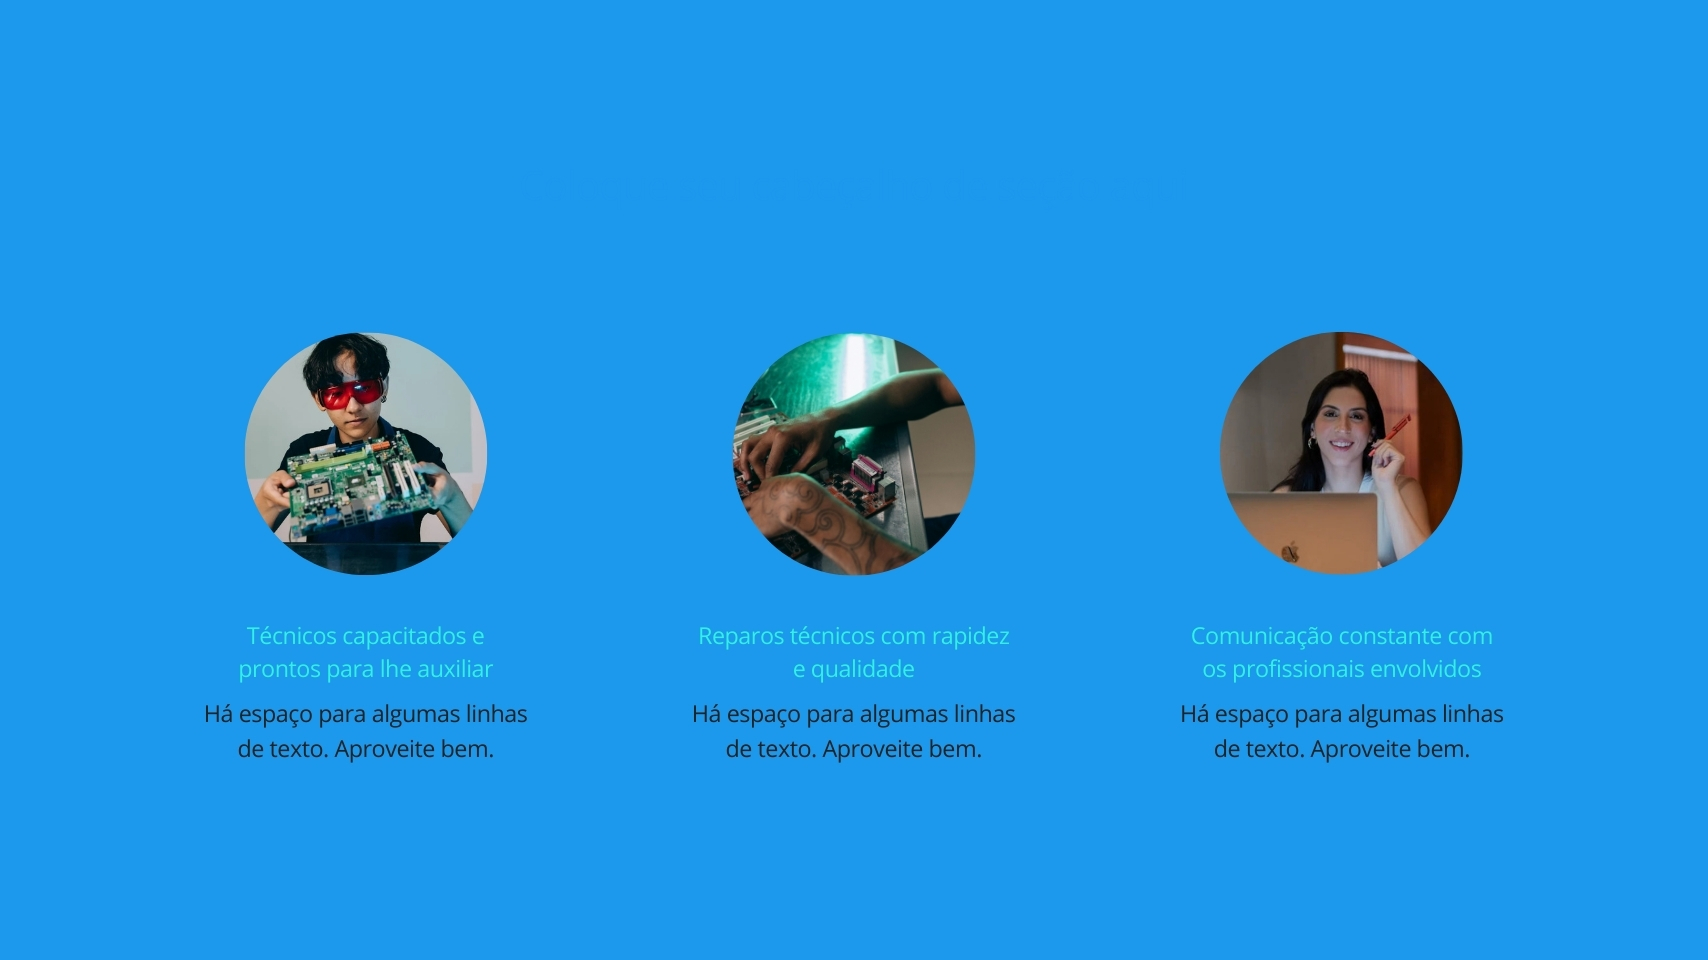 Técnicos capacitados e
prontos para lhe auxiliar
Há espaço para algumas linhas
de texto. Aproveite bem.
Reparos técnicos com rapidez
e qualidade
Há espaço para algumas linhas
de texto. Aproveite bem.
Comunicação constante com
os profissionais envolvidos
Há espaço para algumas linhas
de texto. Aproveite bem.